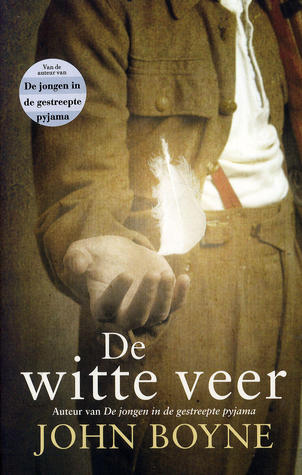 Van de
auteur van
De jongen in
de gestreepte
pyjama
De
witte veer
Auteur van De jongen in de gestreepte pyjama
JOHN BOYNE